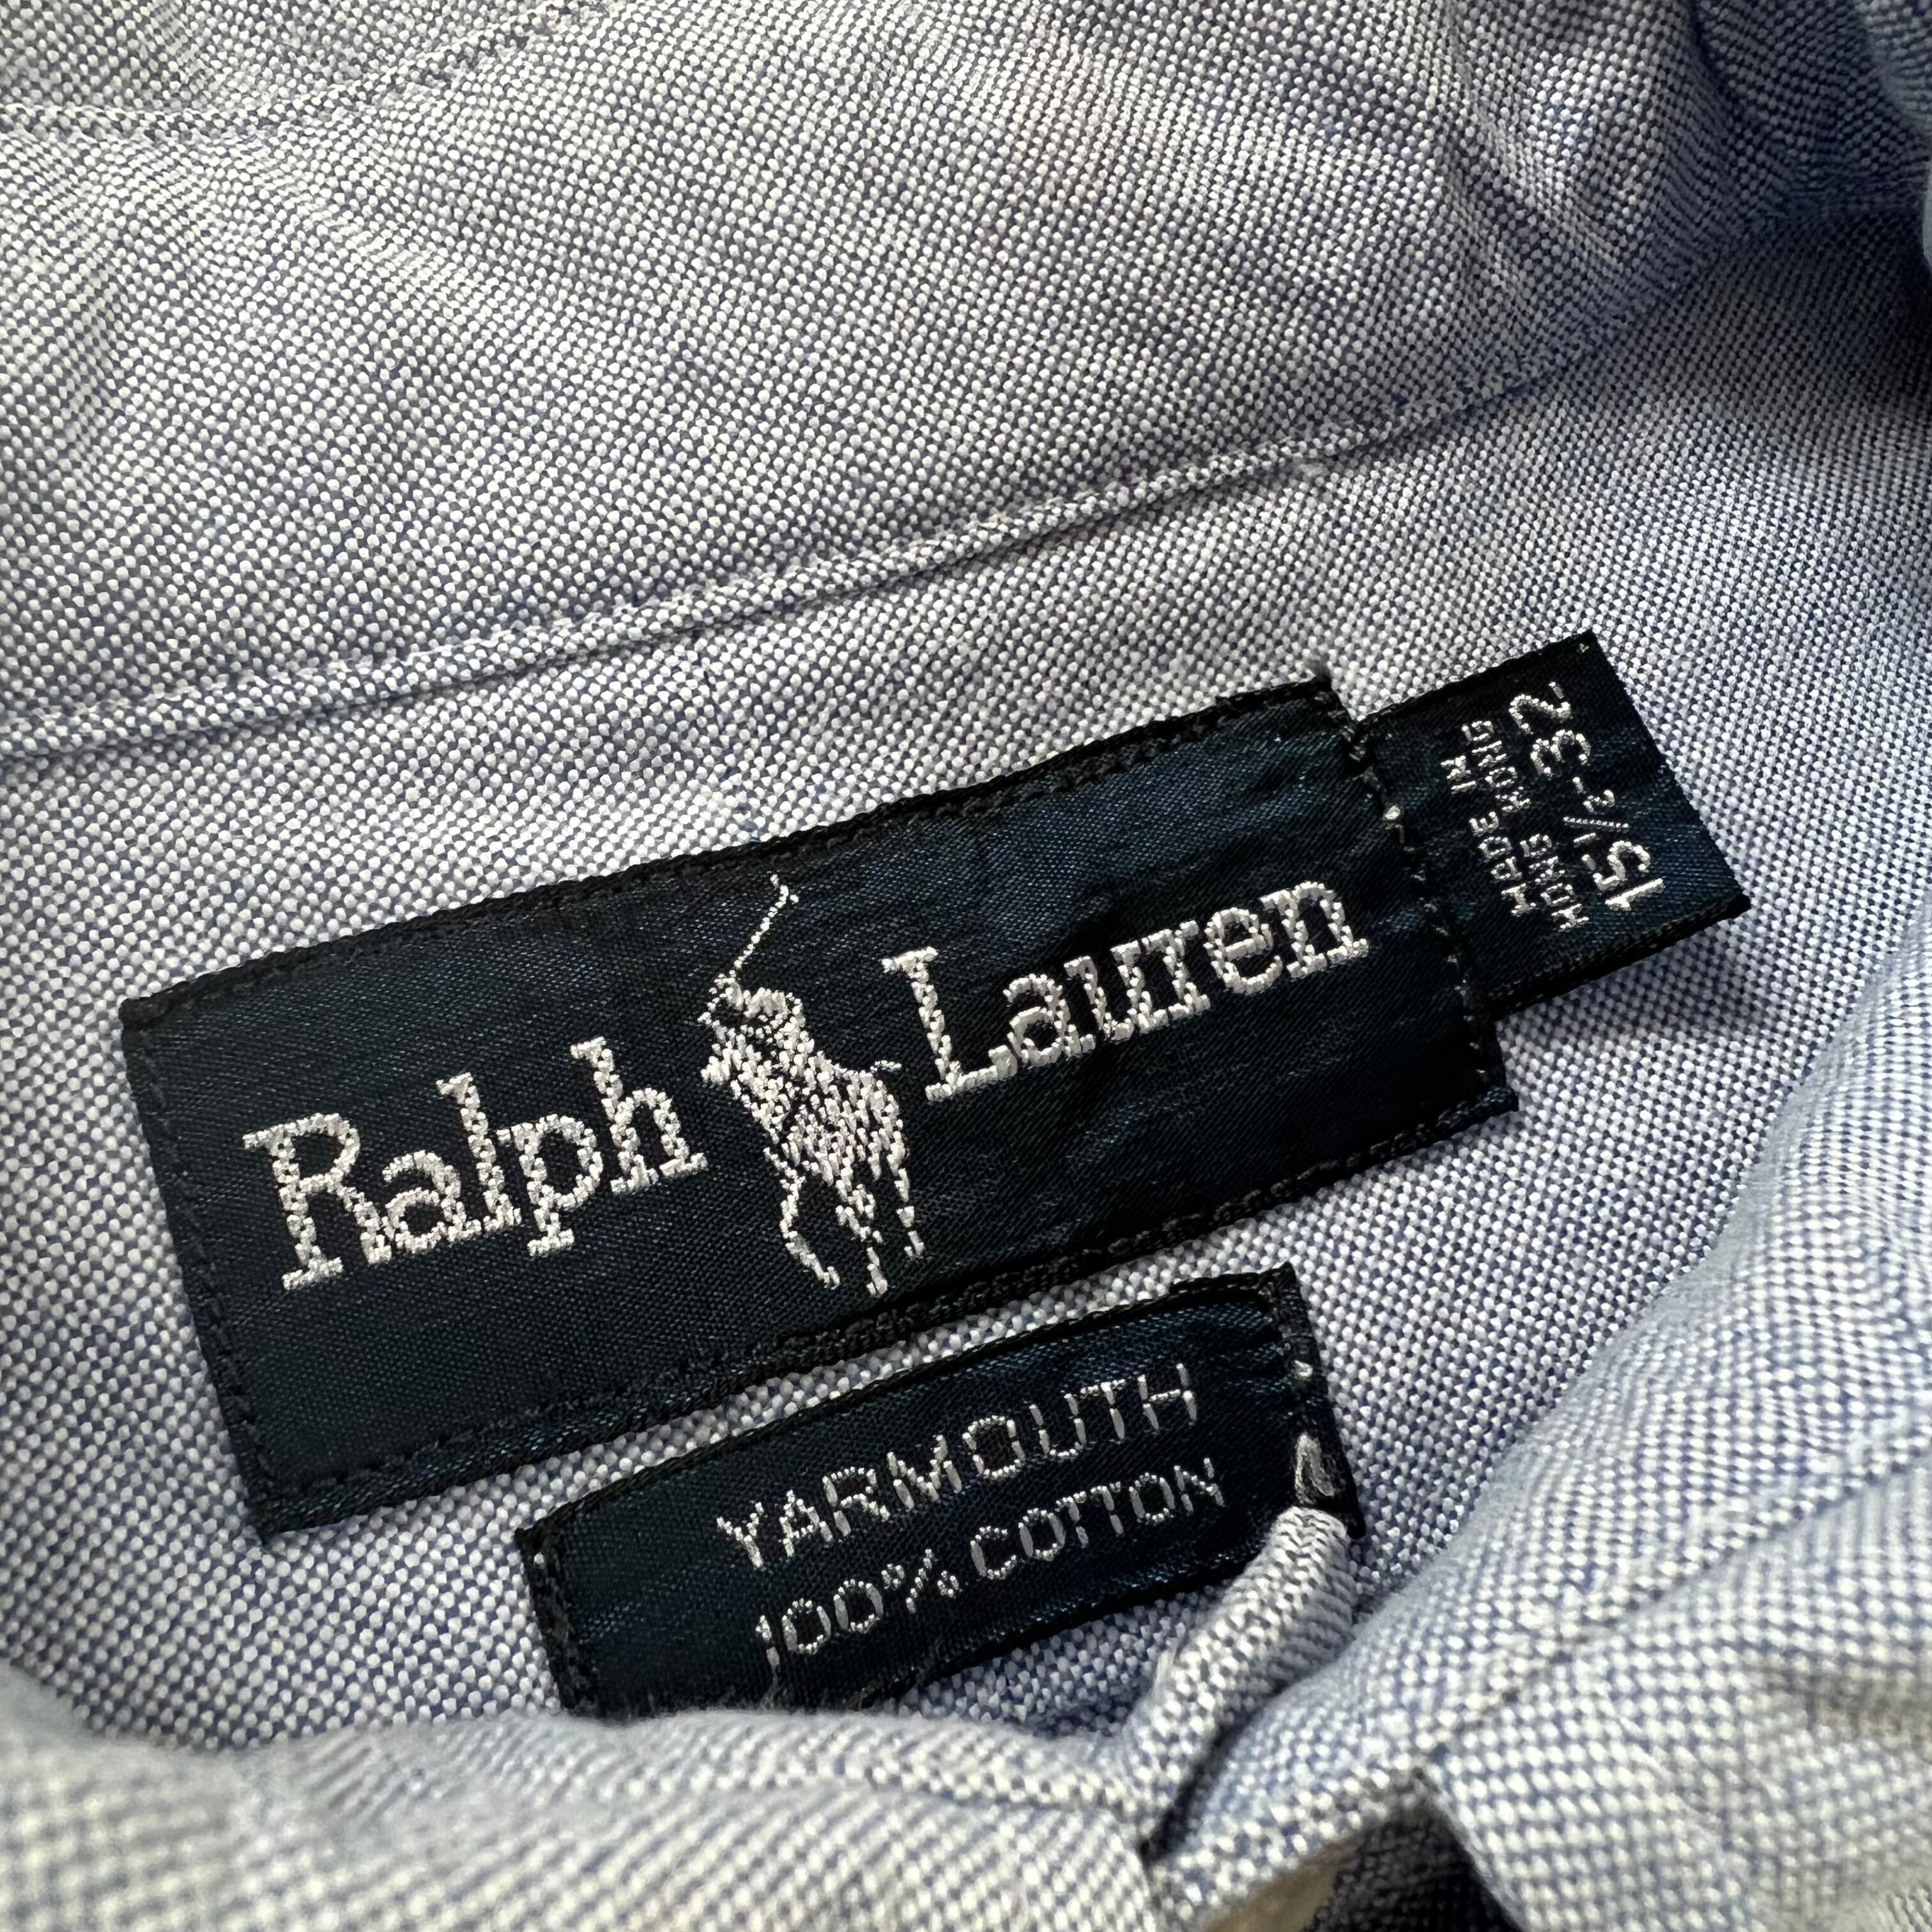 Ralph Lauren
MADE IN
HONG KONG
15½-32
YARMOUTH
100% COTTON